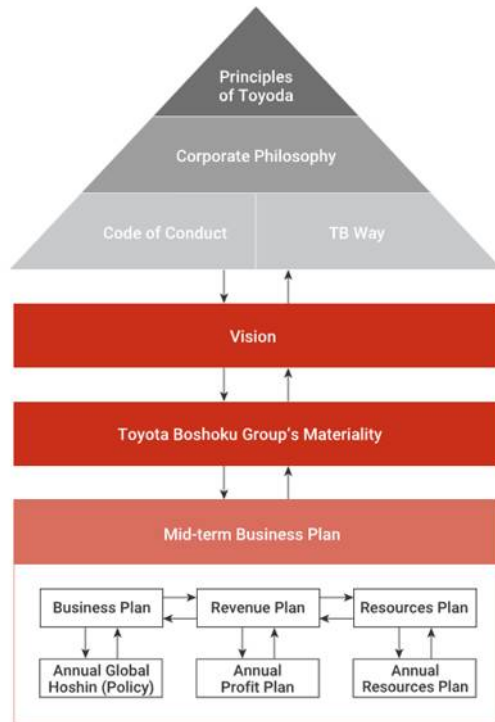 Principles
of Toyoda
Corporate Philosophy
Code of Conduct
TB Way
Vision
Toyota Boshoku Group's Materiality
Mid-term Business Plan
Business Plan
Revenue Plan
Resources Plan
Annual Global
Hoshin (Policy)
Annual
Profit Plan
Annual
Resources Plan